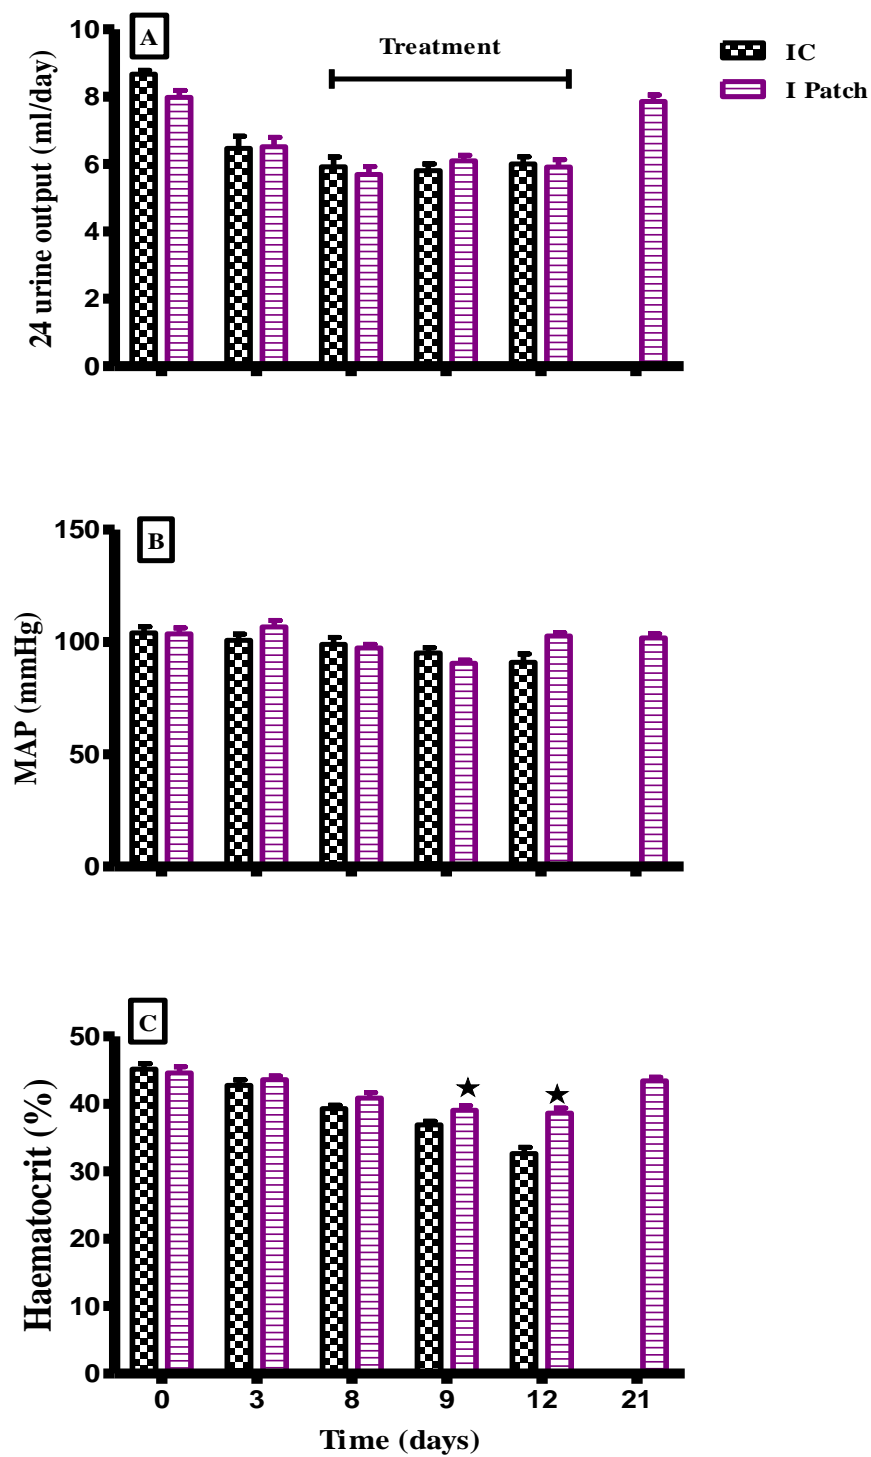 A
Treatment
IC
I Patch
24 urine output (ml/day)
10
8
6
4
2
0
B
MAP (mmHg)
150
100
50
0
C
Haematocrit (%)
50
40
30
20
10
0
0 3 8 9 12 21
Time (days)